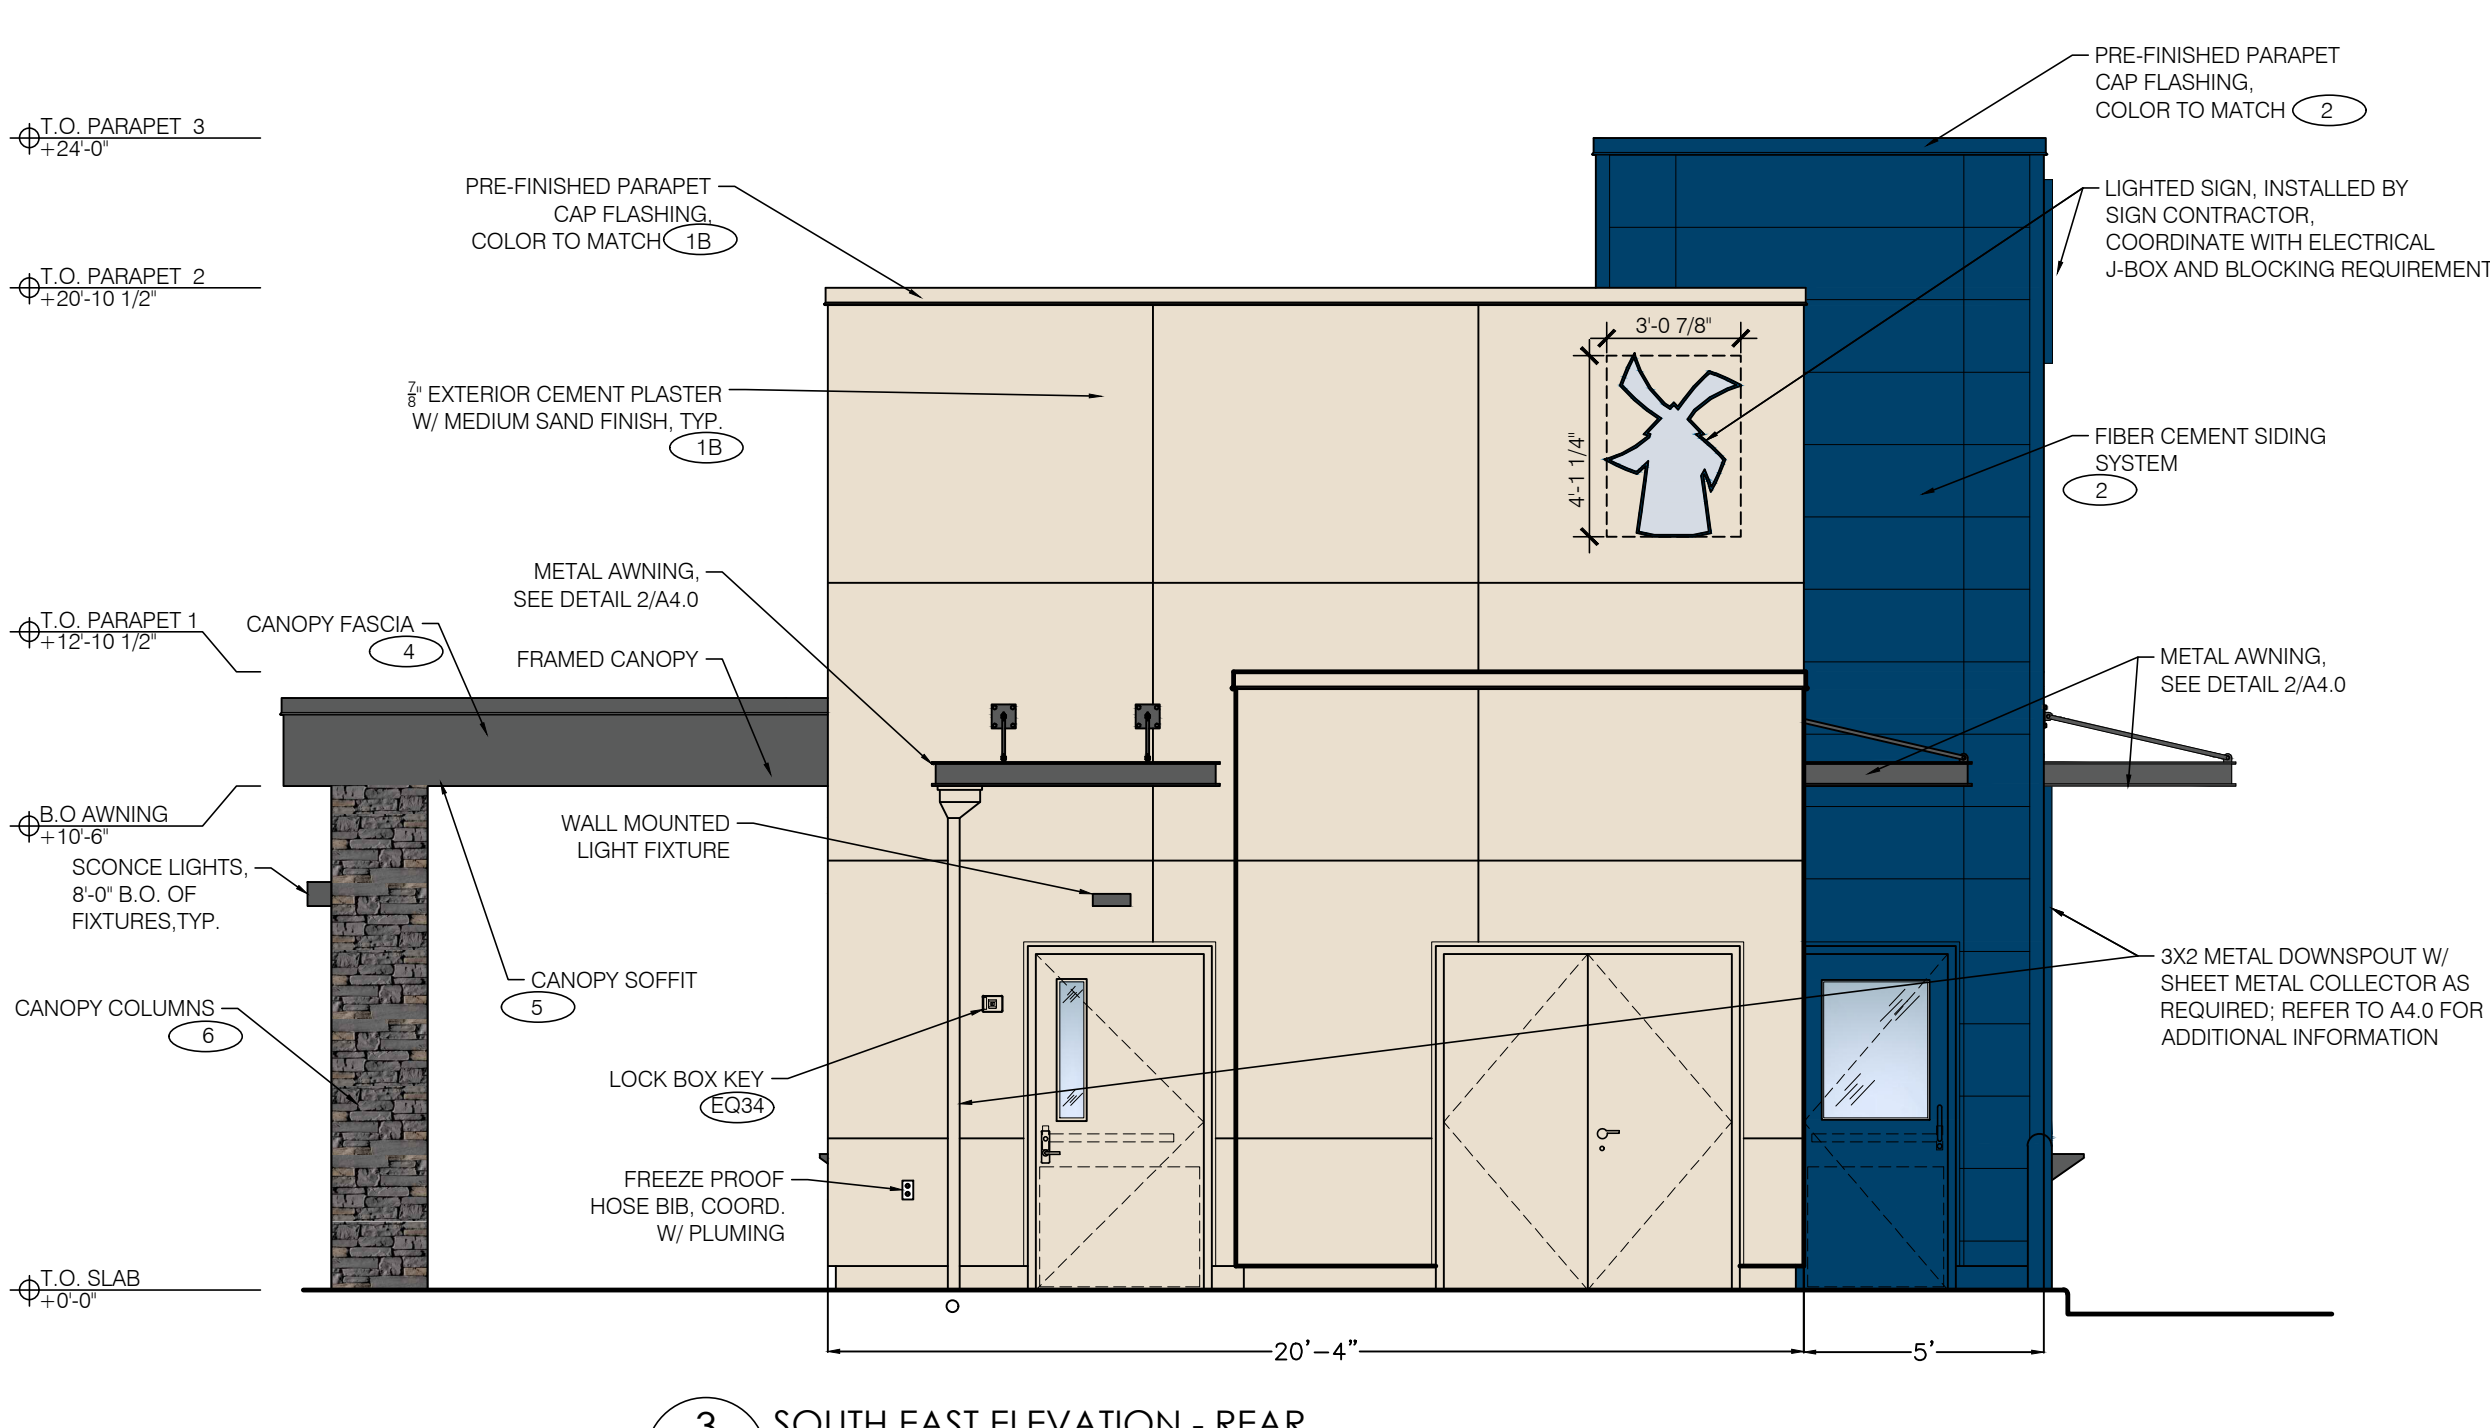 PRE-FINISHED PARAPET
CAP FLASHING,
COLOR TO MATCH 2
T.O. PARAPET 3
+24'-0"
PRE-FINISHED PARAPET
CAP FLASHING,
COLOR TO MATCH 1B
LIGHTED SIGN, INSTALLED BY
SIGN CONTRACTOR,
COORDINATE WITH ELECTRICAL
J-BOX AND BLOCKING REQUIREMENT
T.O. PARAPET 2
+20'-10 1/2"
3'-0 7/8"
4'-1 1/4"
7/8" EXTERIOR CEMENT PLASTER
W/ MEDIUM SAND FINISH, TYP.
1B
FIBER CEMENT SIDING
SYSTEM
2
METAL AWNING,
SEE DETAIL 2/A4.0
T.O. PARAPET 1
+12'-10 1/2"
CANOPY FASCIA
4
FRAMED CANOPY
METAL AWNING,
SEE DETAIL 2/A4.0
B.O AWNING
+10'-6"
WALL MOUNTED
LIGHT FIXTURE
SCONCE LIGHTS,
8'-0" B.O. OF
FIXTURES,TYP.
CANOPY SOFFIT
5
CANOPY COLUMNS
6
3X2 METAL DOWNSPOUT W/
SHEET METAL COLLECTOR AS
REQUIRED; REFER TO A4.0 FOR
ADDITIONAL INFORMATION
LOCK BOX KEY
EQ34
FREEZE PROOF
HOSE BIB, COORD.
W/ PLUMING
T.O. SLAB
+0'-0"
20'-4"
5'
3 SOUTH EAST ELEVATION - REAR